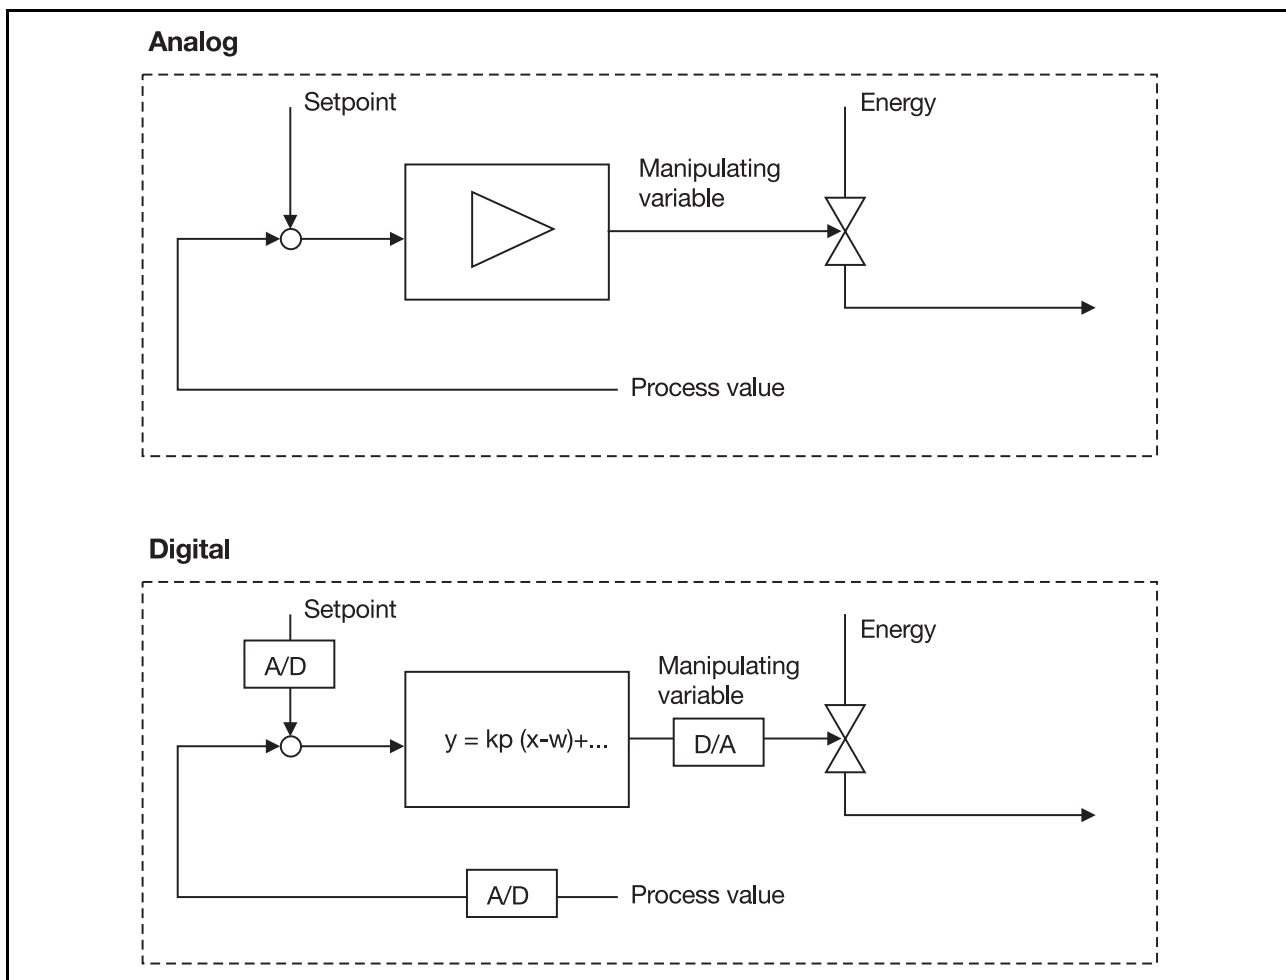 Analog
Setpoint
Energy
Manipulating
variable
Process value
Digital
Setpoint
Energy
A/D
Manipulating
variable
y = kp (x-w)+...
D/A
A/D
Process value